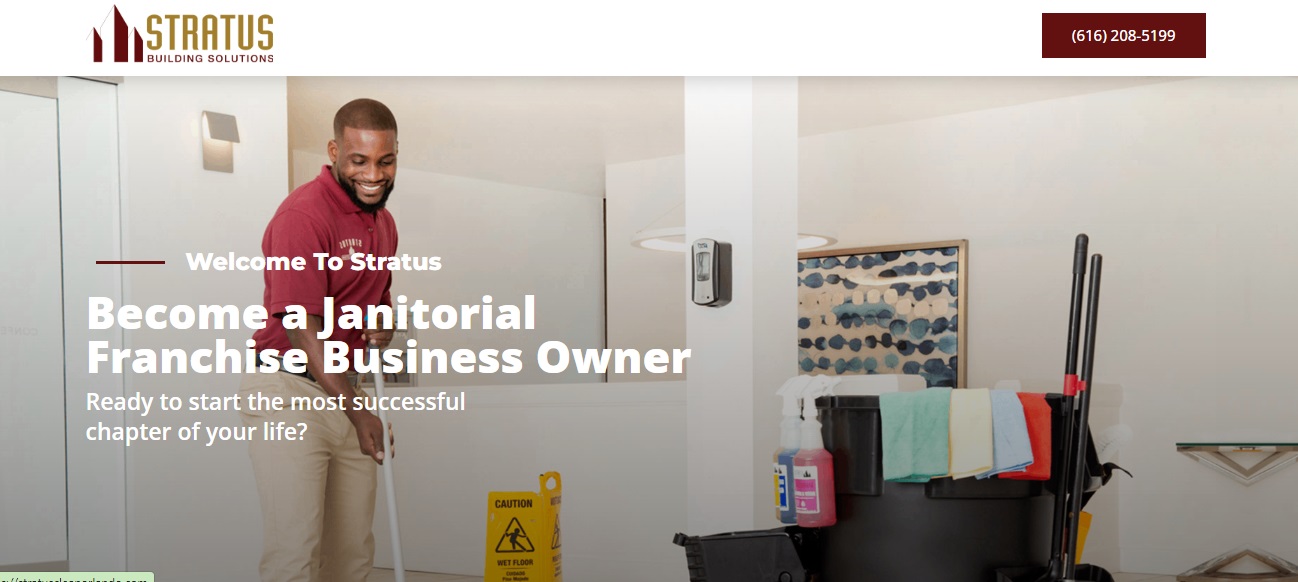 STRATUS
BUILDING SOLUTIONS
(616) 208-5199
Welcome To Stratus
Become a Janitorial
Franchise Business Owner
Ready to start the most successful
chapter of your life?
CAUTION
WET FLOOR